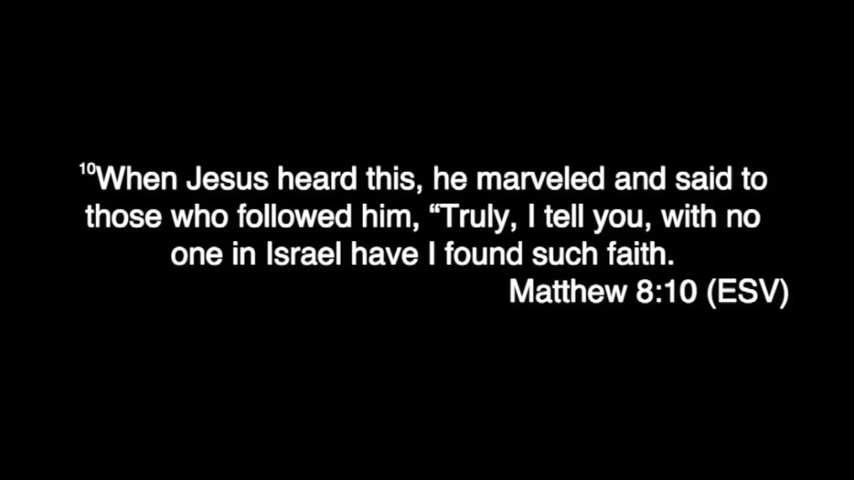 ¹⁰When Jesus heard this, he marveled and said to
those who followed him, “Truly, I tell you, with no
one in Israel have I found such faith.
Matthew 8:10 (ESV)